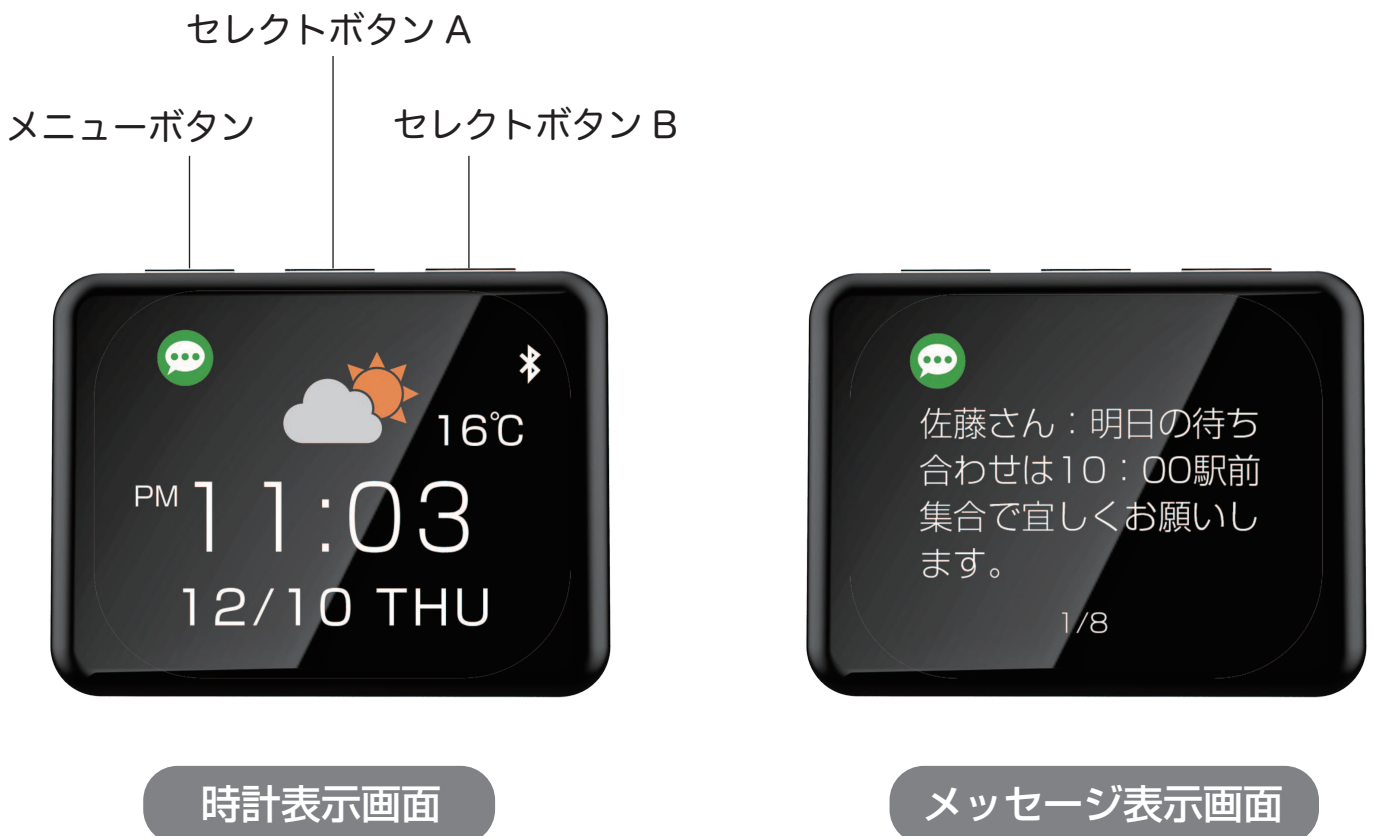 セレクトボタン A
メニューボタン
セレクトボタン B
16℃
PM 11:03
12/10 THU
佐藤さん：明日の待ち
合わせは10：00駅前
集合で宜しくお願いし
ます。
1/8
時計表示画面
メッセージ表示画面